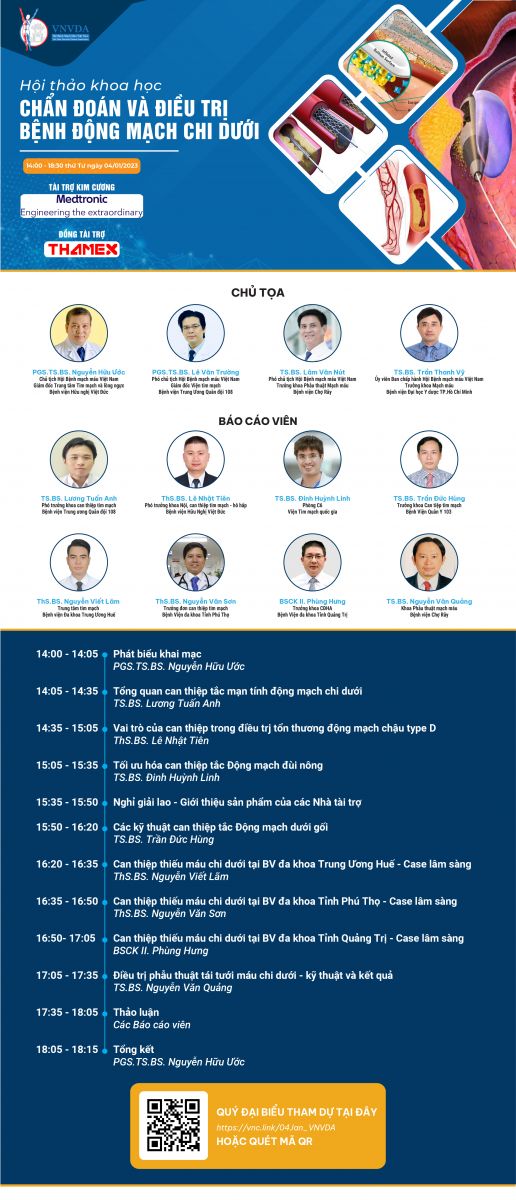 VNVDA
Hội thảo khoa học
CHẨN ĐOÁN VÀ ĐIỀU TRỊ
BỆNH ĐỘNG MẠCH CHI DƯỚI
14:00 - 18:30 thứ Tư ngày 04/01/2023
TÀI TRỢ KIM CƯƠNG
Medtronic
Engineering the extraordinary
ĐỒNG TÀI TRỢ
THAMEX
CHỦ TỌA
PGS.TS.BS. Nguyễn Hữu Ước
Chủ tịch Hội Bệnh mạch máu Việt Nam
Giám đốc Trung tâm Tim mạch và lồng ngực
Bệnh viện Hữu nghị Việt Đức
PGS.TS.BS. Lê Văn Trường
Phó chủ tịch Hội Bệnh mạch máu Việt Nam
Giám đốc Viện tim mạch
Bệnh viện Trung Ương Quân đội 108
TS.BS. Lâm Văn Nút
Phó chủ tịch Hội Bệnh mạch máu Việt Nam
Trưởng khoa Phẫu thuật Mạch máu
Bệnh viện Chợ Rẫy
TS.BS. Trần Thanh Vỹ
Ủy viên Ban chấp hành Hội Bệnh mạch máu Việt Nam
Trưởng khoa Mạch máu
Bệnh viện Đại học Y dược TP.Hồ Chí Minh
BÁO CÁO VIÊN
TS.BS. Lương Tuấn Anh
Phó trưởng khoa can thiệp tim mạch
Bệnh viện Trung ương Quân đội 108
ThS.BS. Lê Nhật Tiên
Phó trưởng khoa Nội, can thiệp tim mạch - hô hấp
Bệnh viện Hữu Nghị Việt Đức
TS.BS. Đinh Huỳnh Linh
Phòng C6
Viện Tim mạch quốc gia
TS.BS. Trần Đức Hùng
Trưởng khoa Can tiệp tim mạch
Bệnh Viện Quân Y 103
ThS.BS. Nguyễn Viết Lãm
Trung tâm tim mạch
Bệnh viện Đa khoa Trung Ương Huế
ThS.BS. Nguyễn Văn Sơn
Trưởng đơn can thiệp tim mạch
Bệnh Viện đa khoa Tỉnh Phú Thọ
BSCK II. Phùng Hưng
Trưởng khoa CĐHA
Bệnh Viện đa khoa Tỉnh Quảng Trị
TS.BS. Nguyễn Văn Quảng
Khoa Phẫu thuật mạch máu
Bệnh viện Chợ Rẫy
14:00 - 14:05 Phát biểu khai mạc
PGS.TS.BS. Nguyễn Hữu Ước
14:05 - 14:35 Tổng quan can thiệp tắc mạn tính động mạch chi dưới
TS.BS. Lương Tuấn Anh
14:35 - 15:05 Vai trò của can thiệp trong điều trị tổn thương động mạch chậu type D
ThS.BS. Lê Nhật Tiên
15:05 - 15:35 Tối ưu hóa can thiệp tắc Động mạch đùi nông
TS.BS. Đinh Huỳnh Linh
15:35 - 15:50 Nghỉ giải lao - Giới thiệu sản phẩm của các Nhà tài trợ
15:50 - 16:20 Các kỹ thuật can thiệp tắc Động mạch dưới gối
TS.BS. Trần Đức Hùng
16:20 - 16:35 Can thiệp thiếu máu chi dưới tại BV đa khoa Trung Ương Huế - Case lâm sàng
ThS.BS. Nguyễn Viết Lãm
16:35 - 16:50 Can thiệp thiếu máu chi dưới tại BV đa khoa Tỉnh Phú Thọ - Case lâm sàng
ThS.BS. Nguyễn Văn Sơn
16:50- 17:05 Can thiệp thiếu máu chi dưới tại BV đa khoa Tỉnh Quảng Trị - Case lâm sàng
BSCK II. Phùng Hưng
17:05 - 17:35 Điều trị phẫu thuật tái tưới máu chi dưới - kỹ thuật và kết quả
TS.BS. Nguyễn Văn Quảng
17:35 - 18:05 Thảo luận
Các Báo cáo viên
18:05 - 18:15 Tổng kết
PGS.TS.BS. Nguyễn Hữu Ước
QUÝ ĐẠI BIỂU THAM DỰ TẠI ĐÂY
https://vnc.link/04Jan_VNVDA
HOẶC QUÉT MÃ QR